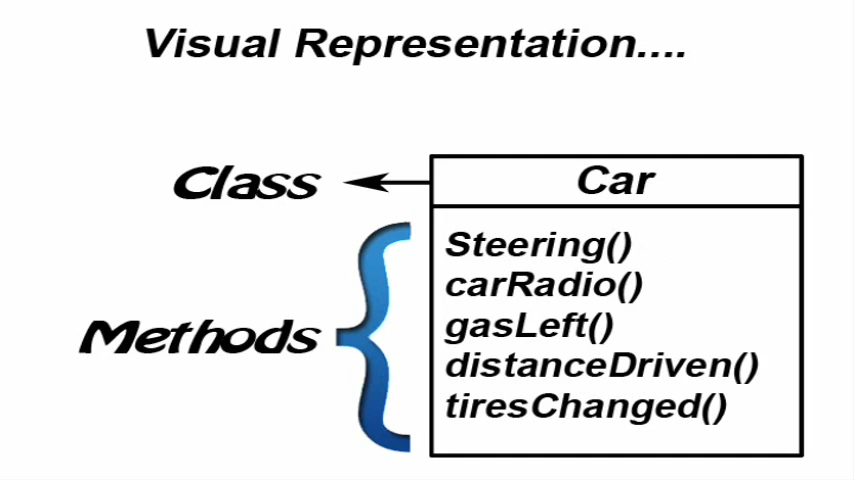 Visual Representation....
Class
Car
Methods
Steering()
carRadio()
gasLeft()
distanceDriven()
tiresChanged()